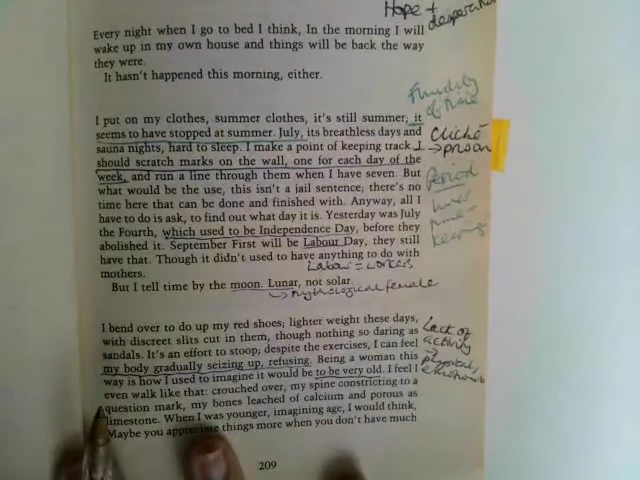 Hope +
desperation
Every night when I go to bed I think, In the morning I will
wake up in my own house and things will be back the way
they were.
It hasn't happened this morning, either.
Fluidity
of time
I put on my clothes, summer clothes, it's still summer; it
seems to have stopped at summer. July, its breathless days and
sauna nights, hard to sleep. I make a point of keeping track. I
should scratch marks on the wall, one for each day of the
week, and run a line through them when I have seven. But
what would be the use, this isn't a jail sentence; there's no
time here that can be done and finished with. Anyway, all I
have to do is ask, to find out what day it is. Yesterday was July
the Fourth, which used to be Independence Day, before they
abolished it. September First will be Labour Day, they still
have that. Though it didn't used to have anything to do with
mothers.
But I tell time by the moon. Lunar, not solar.
Cliché
→ prison
Period
inner
time-
keeping
Labour = workers
→ mythological female
I bend over to do up my red shoes; lighter weight these days,
with discreet slits cut in them, though nothing so daring as
sandals. It's an effort to stoop; despite the exercises, I can feel
my body gradually seizing up, refusing. Being a woman this
way is how I used to imagine it would be to be very old. I feel I
even walk like that: crouched over, my spine constricting to a
question mark, my bones leached of calcium and porous as
limestone. When I was younger, imagining age, I would think,
Maybe you appreciate things more when you don't have much
Lack of
activity
physical,
209